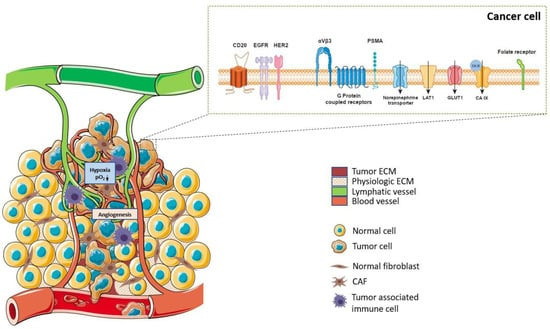 Cancer cell
CD20
EGFR
HER2
αVβ3
PSMA
Folate receptor
G Protein
coupled receptors
Norepinephrine
transporter
LAT1
GLUT1
CA IX
Hypoxia
pO₂
Angiogenesis
Tumor ECM
Physiologic ECM
Lymphatic vessel
Blood vessel
Normal cell
Tumor cell
Normal fibroblast
CAF
Tumor associated
immune cell